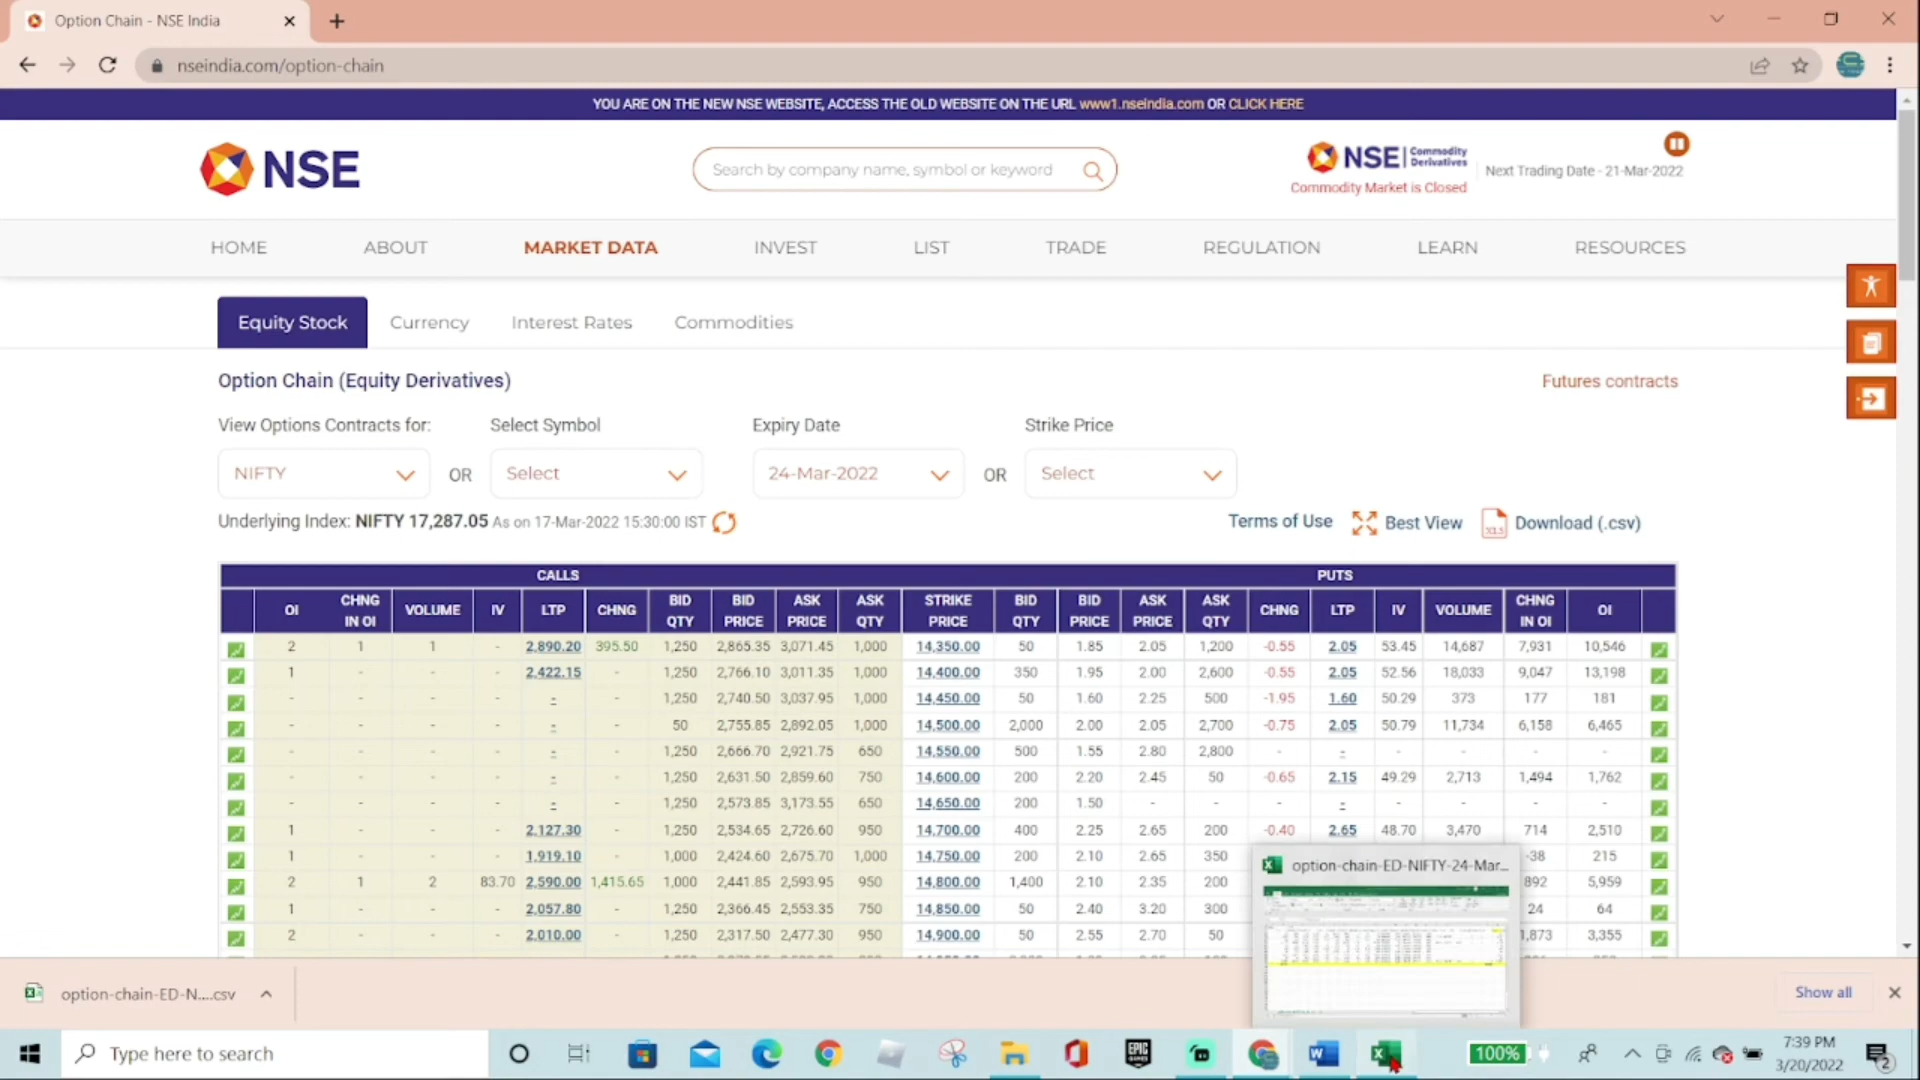 Option Chain - NSE India
nseindia.com/option-chain
YOU ARE ON THE NEW NSE WEBSITE, ACCESS THE OLD WEBSITE ON THE URL www1.nseindia.com OR CLICK HERE
NSE
Search by company name, symbol or keyword
NSE Commodity Derivatives
Commodity Market is Closed
Next Trading Date - 21-Mar-2022
HOME ABOUT MARKET DATA INVEST LIST TRADE REGULATION LEARN RESOURCES
Equity Stock Currency Interest Rates Commodities
Option Chain (Equity Derivatives) Futures contracts
View Options Contracts for: Select Symbol Expiry Date Strike Price
NIFTY OR Select 24-Mar-2022 OR Select
Underlying Index: NIFTY 17,287.05 As on 17-Mar-2022 15:30:00 IST Terms of Use Best View XLS Download (.csv)
CALLS PUTS
OI CHNG IN OI VOLUME IV LTP CHNG BID QTY BID PRICE ASK PRICE ASK QTY STRIKE PRICE BID QTY BID PRICE ASK PRICE ASK QTY CHNG LTP IV VOLUME CHNG IN OI OI
2 1 1 - 2,890.20 395.50 1,250 2,865.35 3,071.45 1,000 14,350.00 50 1.85 2.05 1,200 -0.55 2.05 53.45 14,687 7,931 10,546
1 - - - 2,422.15 - 1,250 2,766.10 3,011.35 1,000 14,400.00 350 1.95 2.00 2,600 -0.55 2.05 52.56 18,033 9,047 13,198
- - - - - - 1,250 2,740.50 3,037.95 1,000 14,450.00 50 1.60 2.25 500 -1.95 1.60 50.29 373 177 181
- - - - - - 50 2,755.85 2,892.05 1,000 14,500.00 2,000 2.00 2.05 2,700 -0.75 2.05 50.79 11,734 6,158 6,465
- - - - - - 1,250 2,666.70 2,921.75 650 14,550.00 500 1.55 2.80 2,800 - - - - - -
- - - - - - 1,250 2,631.50 2,859.60 750 14,600.00 200 2.20 2.45 50 -0.65 2.15 49.29 2,713 1,494 1,762
- - - - - - 1,250 2,573.85 3,173.55 650 14,650.00 200 1.50 - - - - - - - -
1 - - - 2,127.30 - 1,250 2,534.65 2,726.60 950 14,700.00 400 2.25 2.65 200 -0.40 2.65 48.70 3,470 714 2,510
1 - - - 1,919.10 - 1,000 2,424.60 2,675.70 1,000 14,750.00 200 2.10 2.65 350 -38 215
2 1 2 83.70 2,590.00 1,415.65 1,000 2,441.85 2,593.95 950 14,800.00 1,400 2.10 2.35 200 892 5,959
1 - - - 2,057.80 - 1,250 2,366.45 2,553.35 750 14,850.00 50 2.40 3.20 300 24 64
2 - - - 2,010.00 - 1,250 2,317.50 2,477.30 950 14,900.00 50 2.55 2.70 50 1,873 3,355
option-chain-ED-NIFTY-24-Mar...
option-chain-ED-N....csv
Show all
Type here to search
EPIC GAMES
100%
7:39 PM
3/20/2022
2